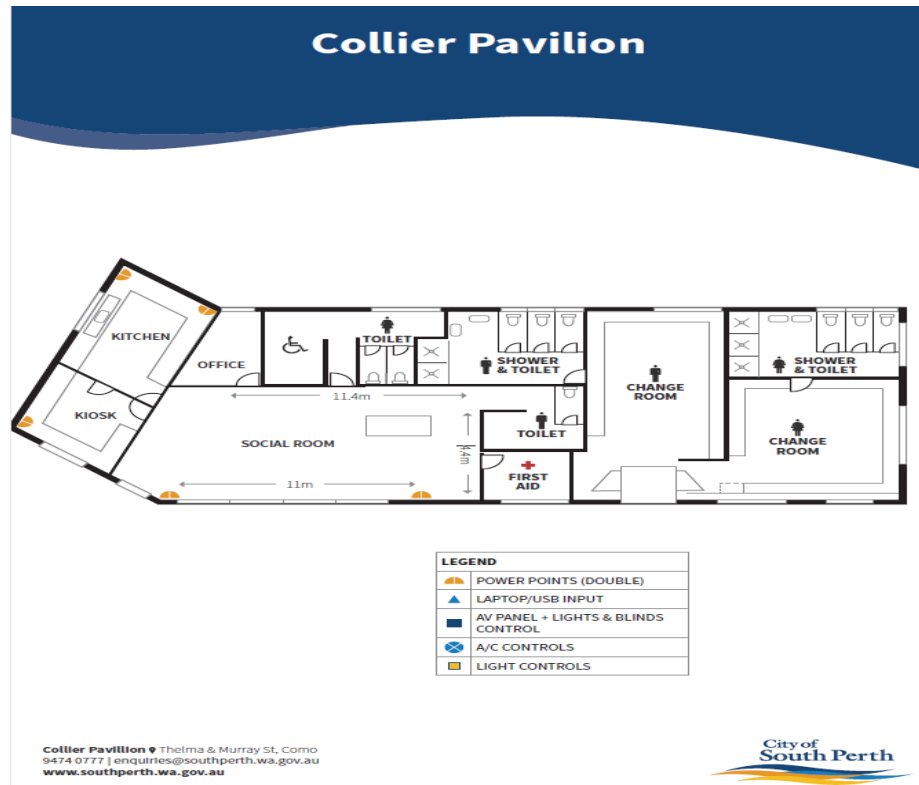 Collier Pavilion
KITCHEN
OFFICE
TOILET
SHOWER
& TOILET
SHOWER
& TOILET
CHANGE
ROOM
11.4m
KIOSK
SOCIAL ROOM
4.4m
TOILET
CHANGE
ROOM
FIRST
AID
11m
LEGEND
POWER POINTS (DOUBLE)
LAPTOP/USB INPUT
AV PANEL + LIGHTS & BLINDS
CONTROL
A/C CONTROLS
LIGHT CONTROLS
Collier Pavillion Thelma & Murray St, Como
9474 0777 | enquiries@southperth.wa.gov.au
www.southperth.wa.gov.au
City of
South Perth